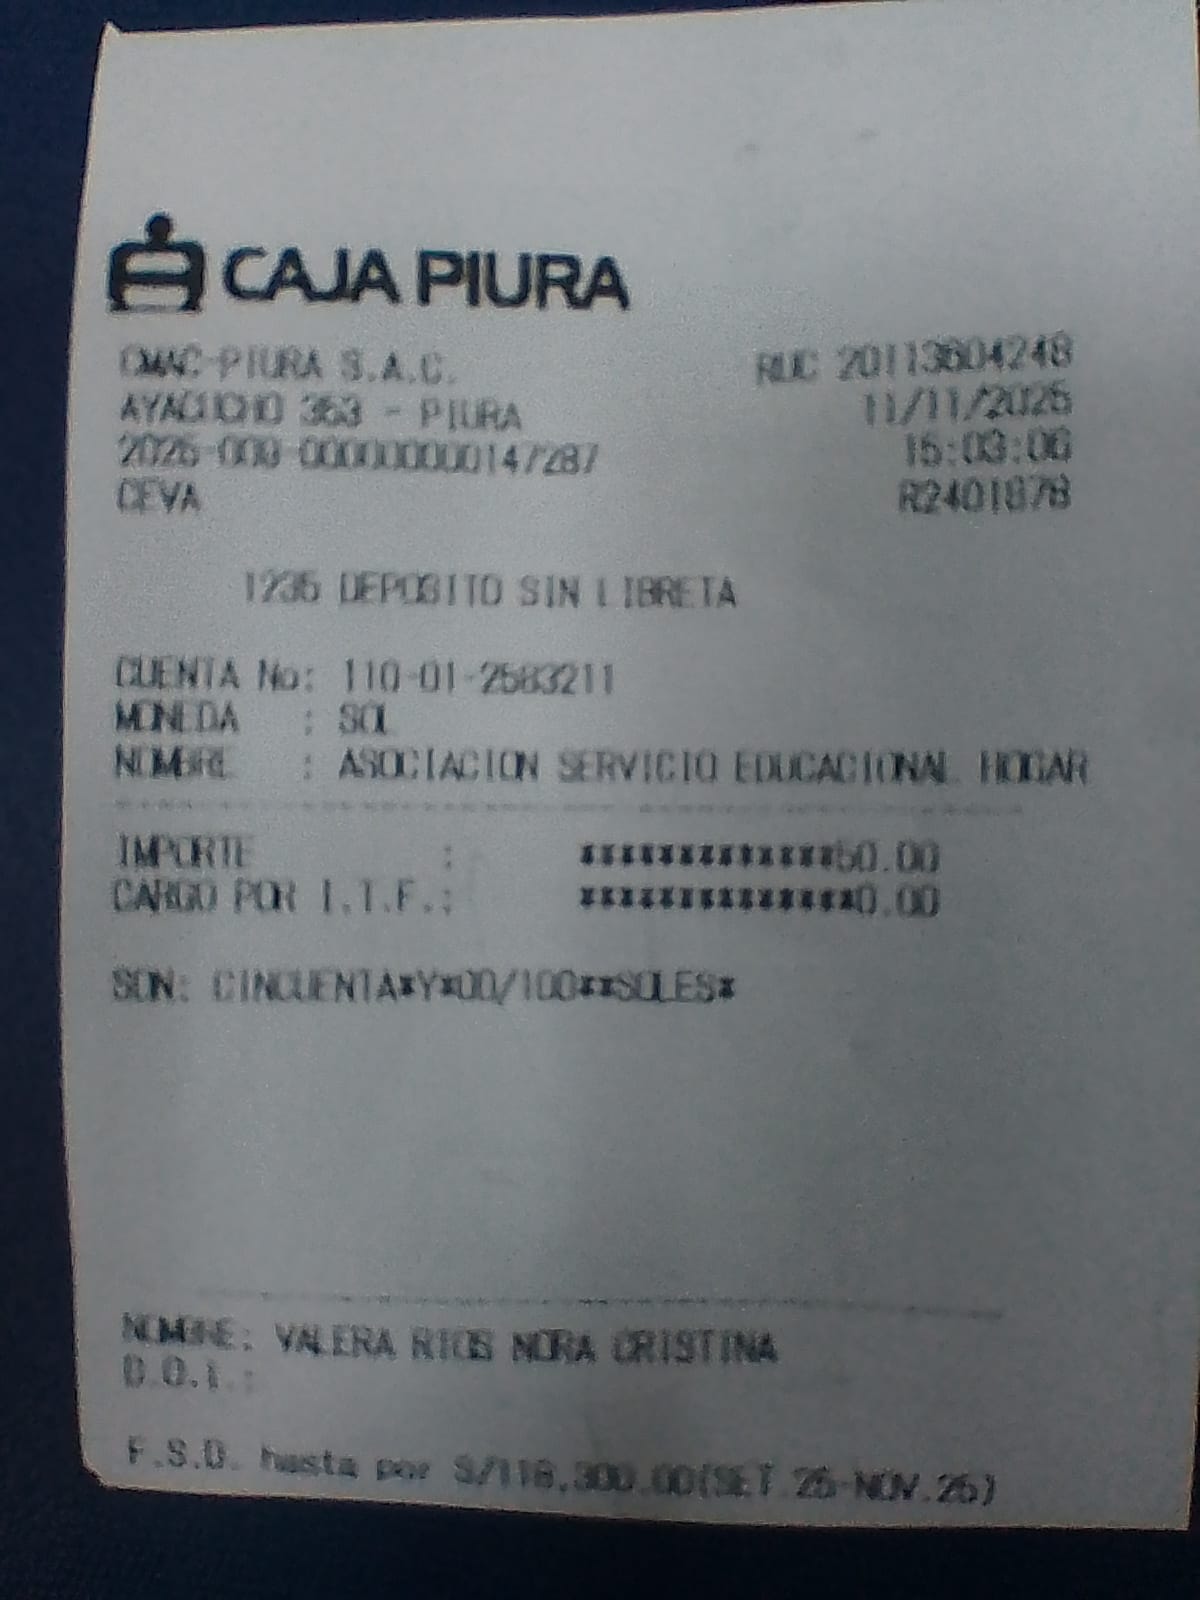 CAJA PIURA
CMAC-PIURA S.A.C. RUC 20113604248
AYACUCHO 353 - PIURA 11/11/2025
2025-009-00000000147287 15:03:06
CEVA R2401878
1235 DEPOSITO SIN LIBRETA
CUENTA No: 110-01-2583211
MONEDA : SOL
NOMBRE : ASOCIACION SERVICIO EDUCACIONAL HOGAR
IMPORTE : *************50.00
CARGO POR I.T.F.: **************0.00
SON: CINCUENTA*Y*00/100**SOLES*
NOMBRE: VALERA RIOS NORA CRISTINA
D.O.I.:
F.S.D. hasta por S/118,300.00(SET.25-NOV.25)